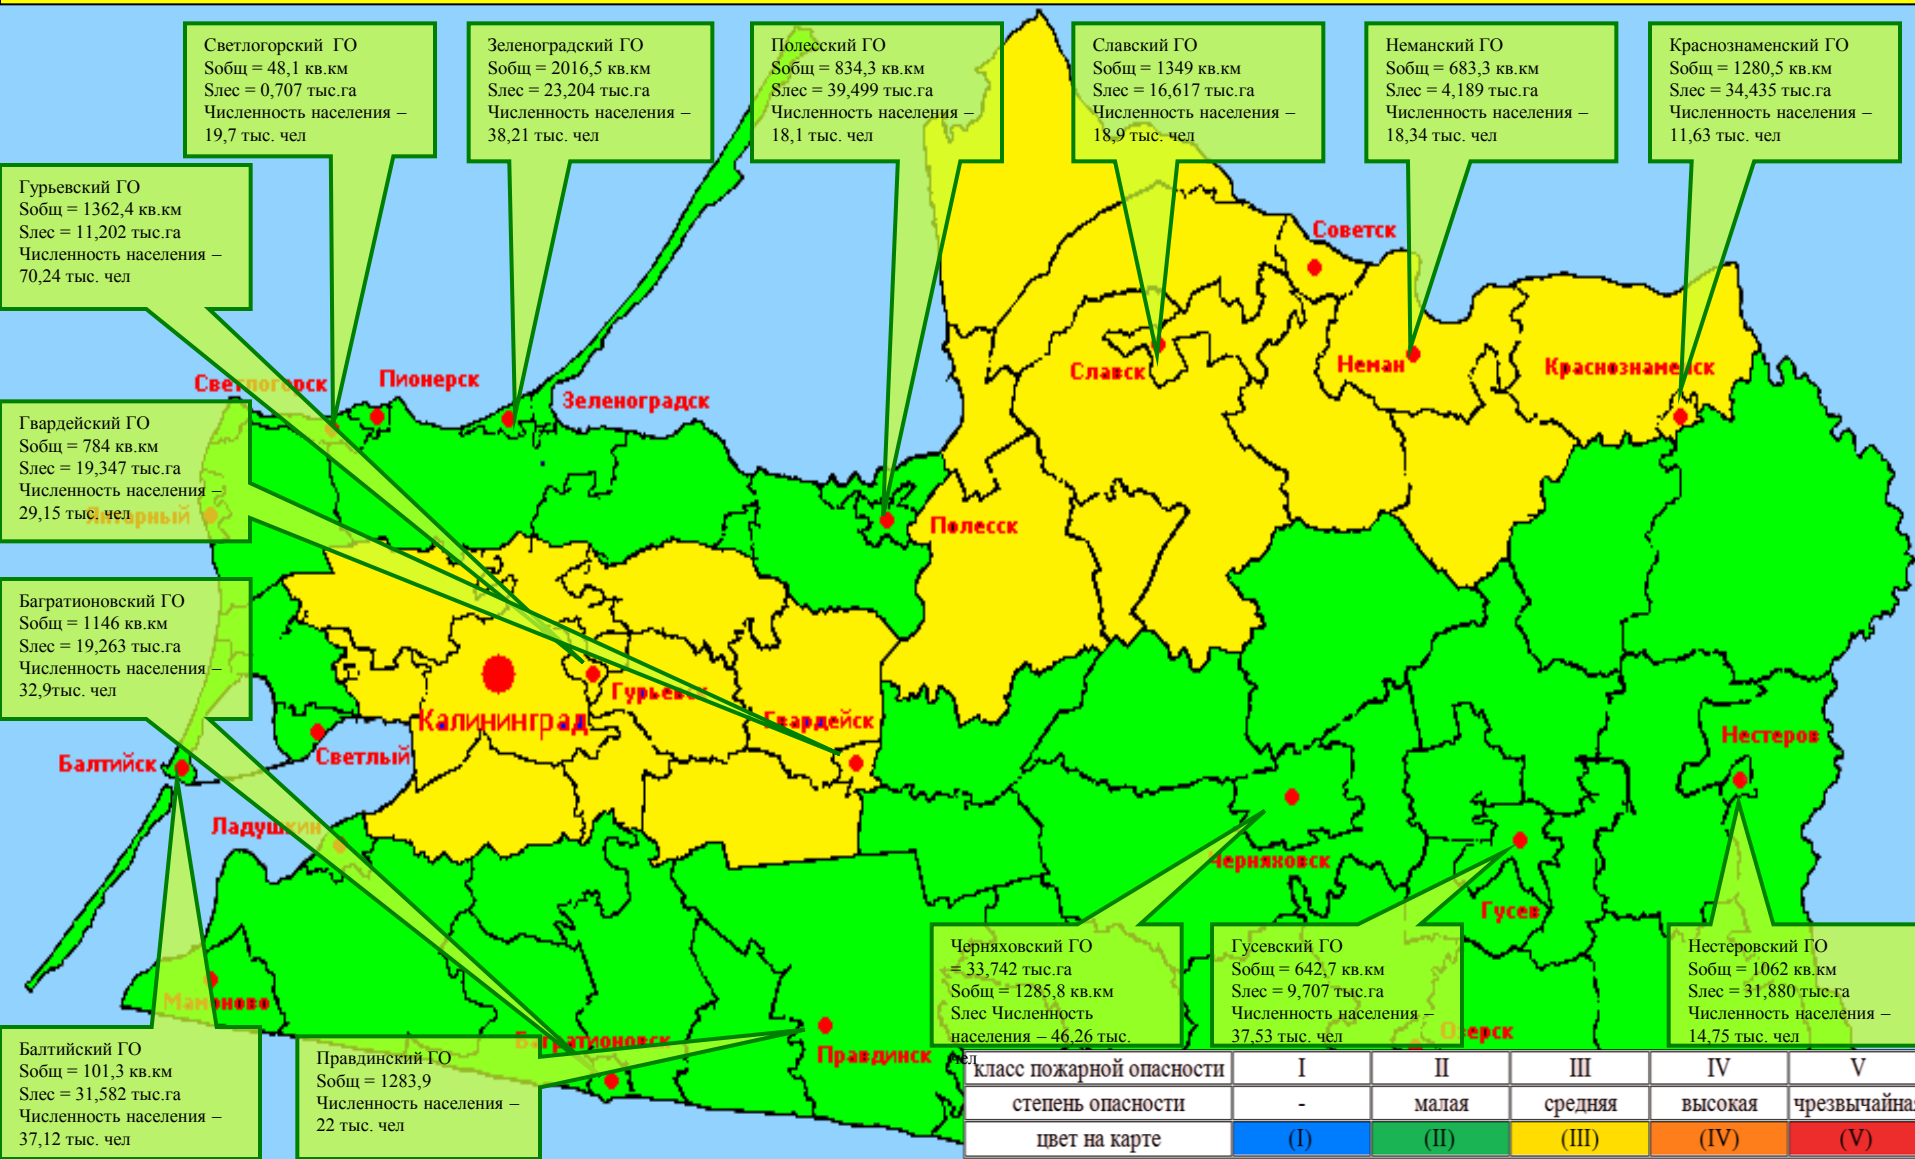 Светлогорский ГО
Sобщ = 48,1 кв.км
Sлес = 0,707 тыс.га
Численность населения –
19,7 тыс. чел
Зеленоградский ГО
Sобщ = 2016,5 кв.км
Sлес = 23,204 тыс.га
Численность населения –
38,21 тыс. чел
Полесский ГО
Sобщ = 834,3 кв.км
Sлес = 39,499 тыс.га
Численность населения –
18,1 тыс. чел
Славский ГО
Sобщ = 1349 кв.км
Sлес = 16,617 тыс.га
Численность населения –
18,9 тыс. чел
Неманский ГО
Sобщ = 683,3 кв.км
Sлес = 4,189 тыс.га
Численность населения –
18,34 тыс. чел
Краснознаменский ГО
Sобщ = 1280,5 кв.км
Sлес = 34,435 тыс.га
Численность населения –
11,63 тыс. чел
Гурьевский ГО
Sобщ = 1362,4 кв.км
Sлес = 11,202 тыс.га
Численность населения –
70,24 тыс. чел
Советск
Славск
Неман
Краснознаменск
Светлогорск
Пионерск
Зеленоградск
Гвардейский ГО
Sобщ = 784 кв.км
Sлес = 19,347 тыс.га
Численность населения –
29,15 тыс. чел
Янтарный
Полесск
Багратионовский ГО
Sобщ = 1146 кв.км
Sлес = 19,263 тыс.га
Численность населения –
32,9тыс. чел
Гурьевск
Калининград
Гвардейск
Нестеров
Балтийск
Светлый
Ладушкин
Черняховск
Гусев
Мамоново
Багратионовск
Правдинск
Озерск
Балтийский ГО
Sобщ = 101,3 кв.км
Sлес = 31,582 тыс.га
Численность населения –
37,12 тыс. чел
Правдинский ГО
Sобщ = 1283,9
Численность населения –
22 тыс. чел
Черняховский ГО
= 33,742 тыс.га
Sобщ = 1285,8 кв.км
Sлес Численность
населения – 46,26 тыс.
чел
Гусевский ГО
Sобщ = 642,7 кв.км
Sлес = 9,707 тыс.га
Численность населения –
37,53 тыс. чел
Нестеровский ГО
Sобщ = 1062 кв.км
Sлес = 31,880 тыс.га
Численность населения –
14,75 тыс. чел
класс пожарной опасности I II III IV V
степень опасности - малая средняя высокая чрезвычайная
цвет на карте (I) (II) (III) (IV) (V)